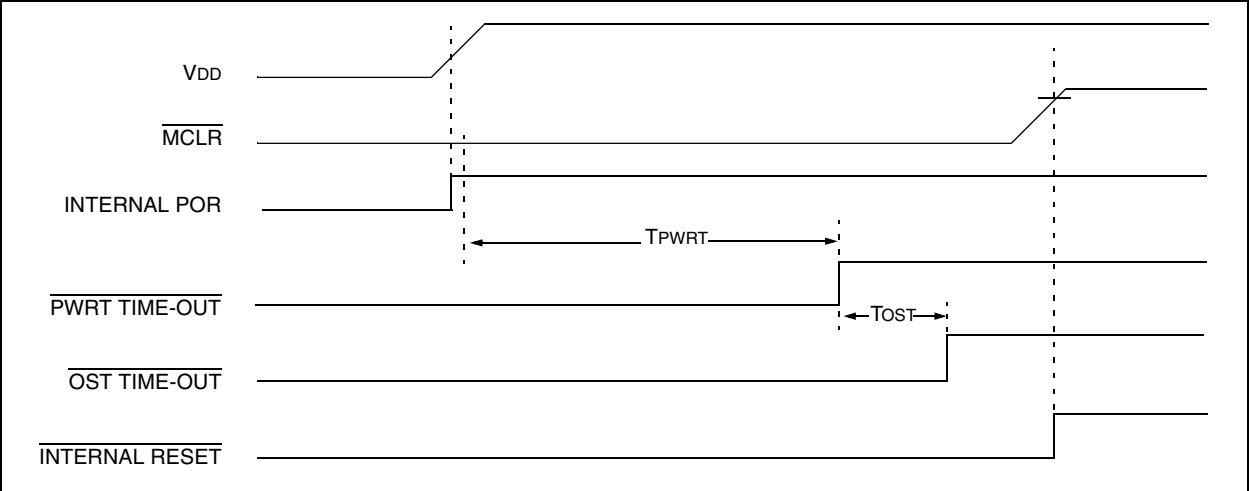 VDD
MCLR
INTERNAL POR
TPWRT
PWRT TIME-OUT
TOST
OST TIME-OUT
INTERNAL RESET